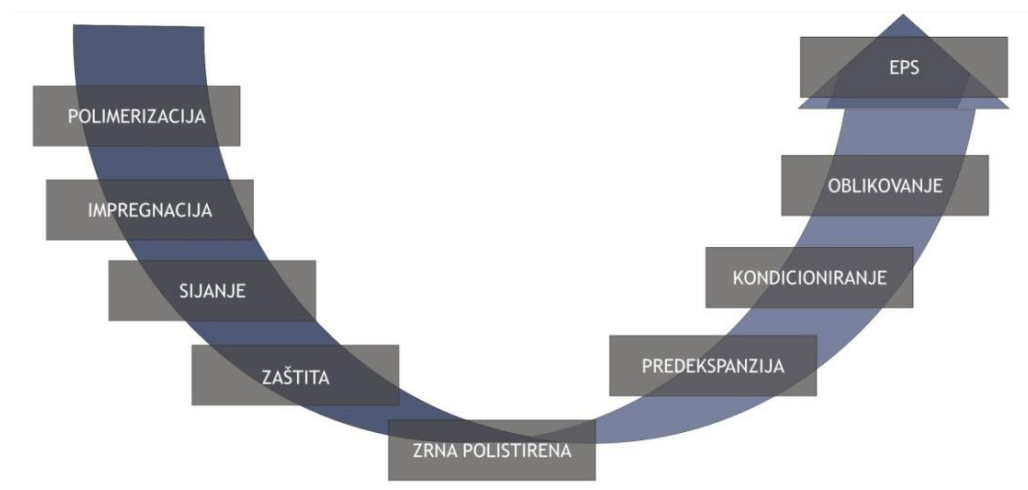 POLIMERIZACIJA
IMPREGNACIJA
SIJANJE
ZAŠTITA
ZRNA POLISTIRENA
PREDEKSPANZIJA
KONDICIONIRANJE
OBLIKOVANJE
EPS